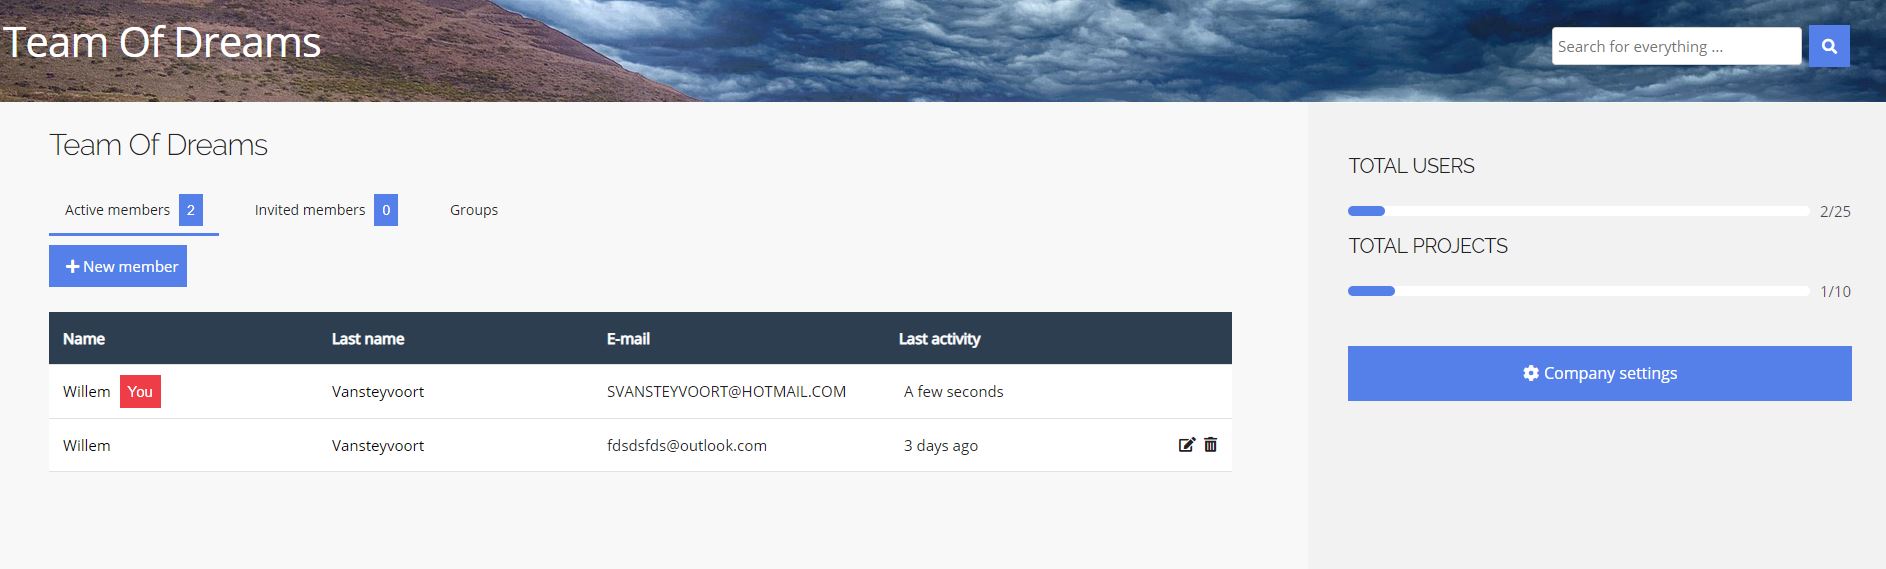 Team Of Dreams
Search for everything ...
Team Of Dreams
Active members 2 Invited members 0 Groups
New member
Name Last name E-mail Last activity
Willem You Vansteyvoort SVANSTEYVOORT@HOTMAIL.COM A few seconds
Willem Vansteyvoort fdsdsfds@outlook.com 3 days ago
TOTAL USERS
2/25
TOTAL PROJECTS
1/10
Company settings